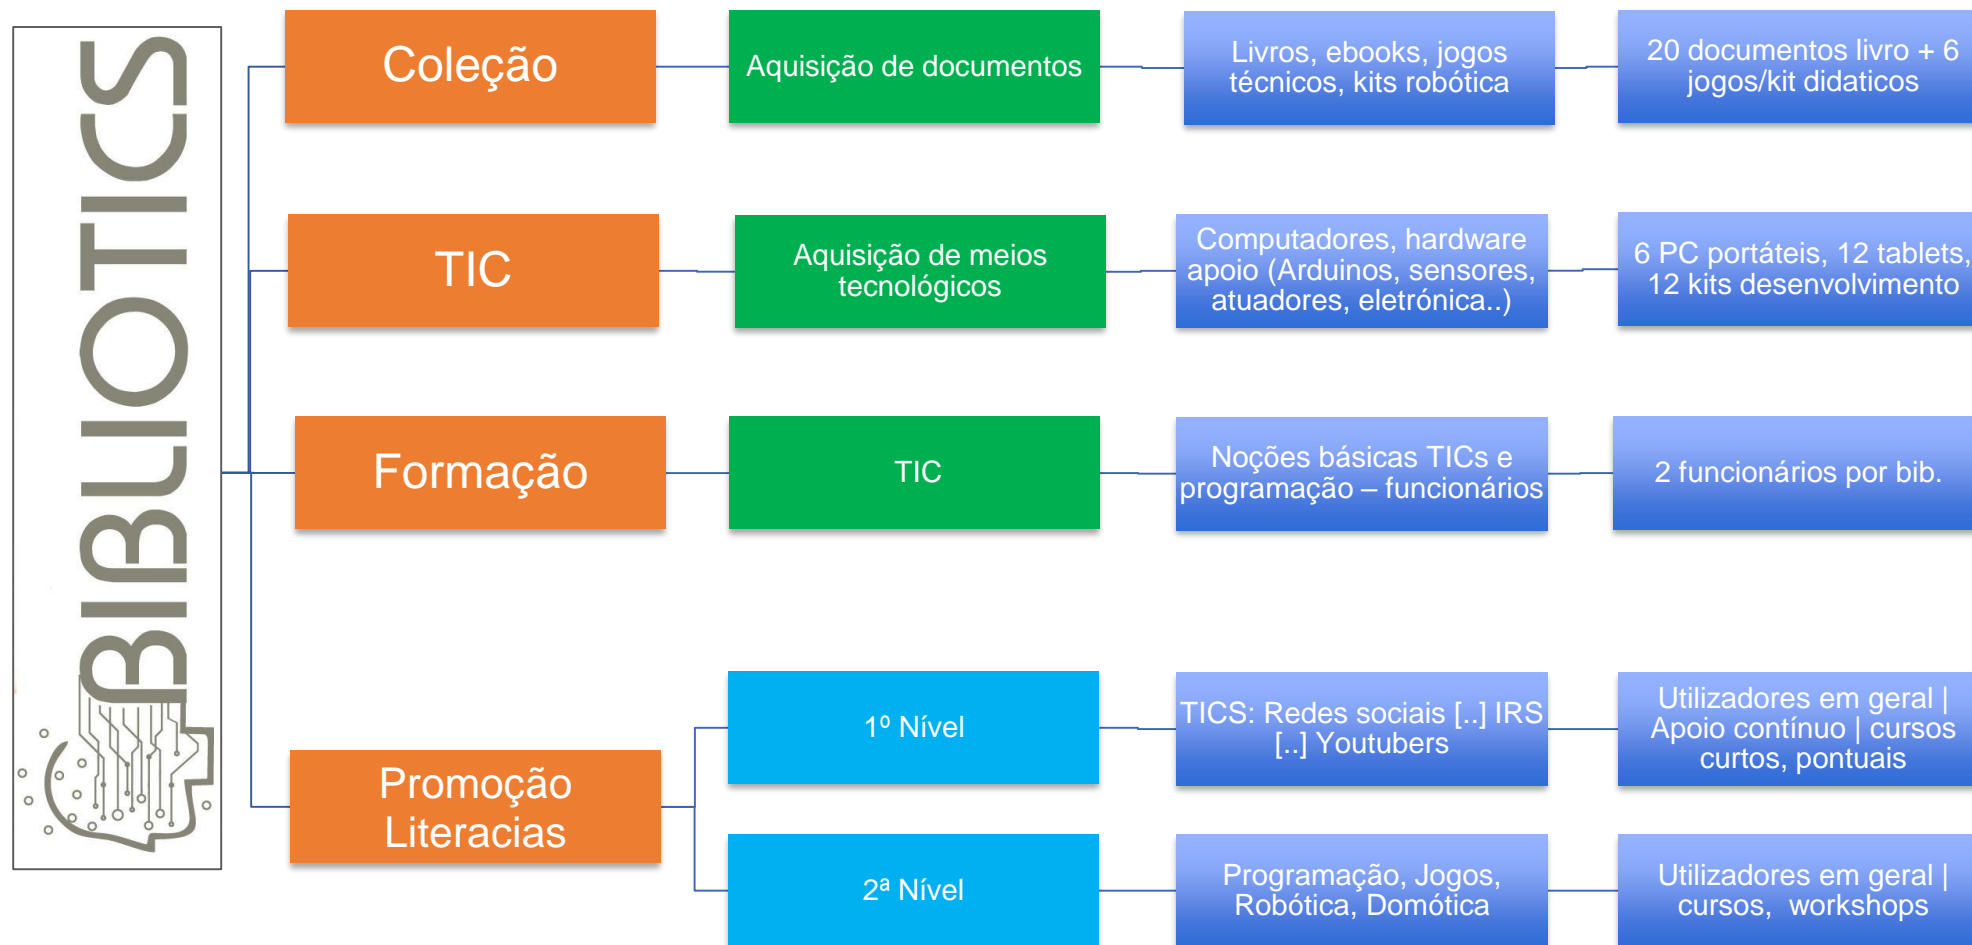 BIBLIOTICS
Coleção
Aquisição de documentos
Livros, ebooks, jogos
técnicos, kits robótica
20 documentos livro + 6
jogos/kit didaticos
TIC
Aquisição de meios
tecnológicos
Computadores, hardware
apoio (Arduinos, sensores,
atuadores, eletrónica..)
6 PC portáteis, 12 tablets,
12 kits desenvolvimento
Formação
TIC
Noções básicas TICs e
programação – funcionários
2 funcionários por bib.
Promoção
Literacias
1º Nível
TICS: Redes sociais [..] IRS
[..] Youtubers
Utilizadores em geral |
Apoio contínuo | cursos
curtos, pontuais
2ª Nível
Programação, Jogos,
Robótica, Domótica
Utilizadores em geral |
cursos, workshops